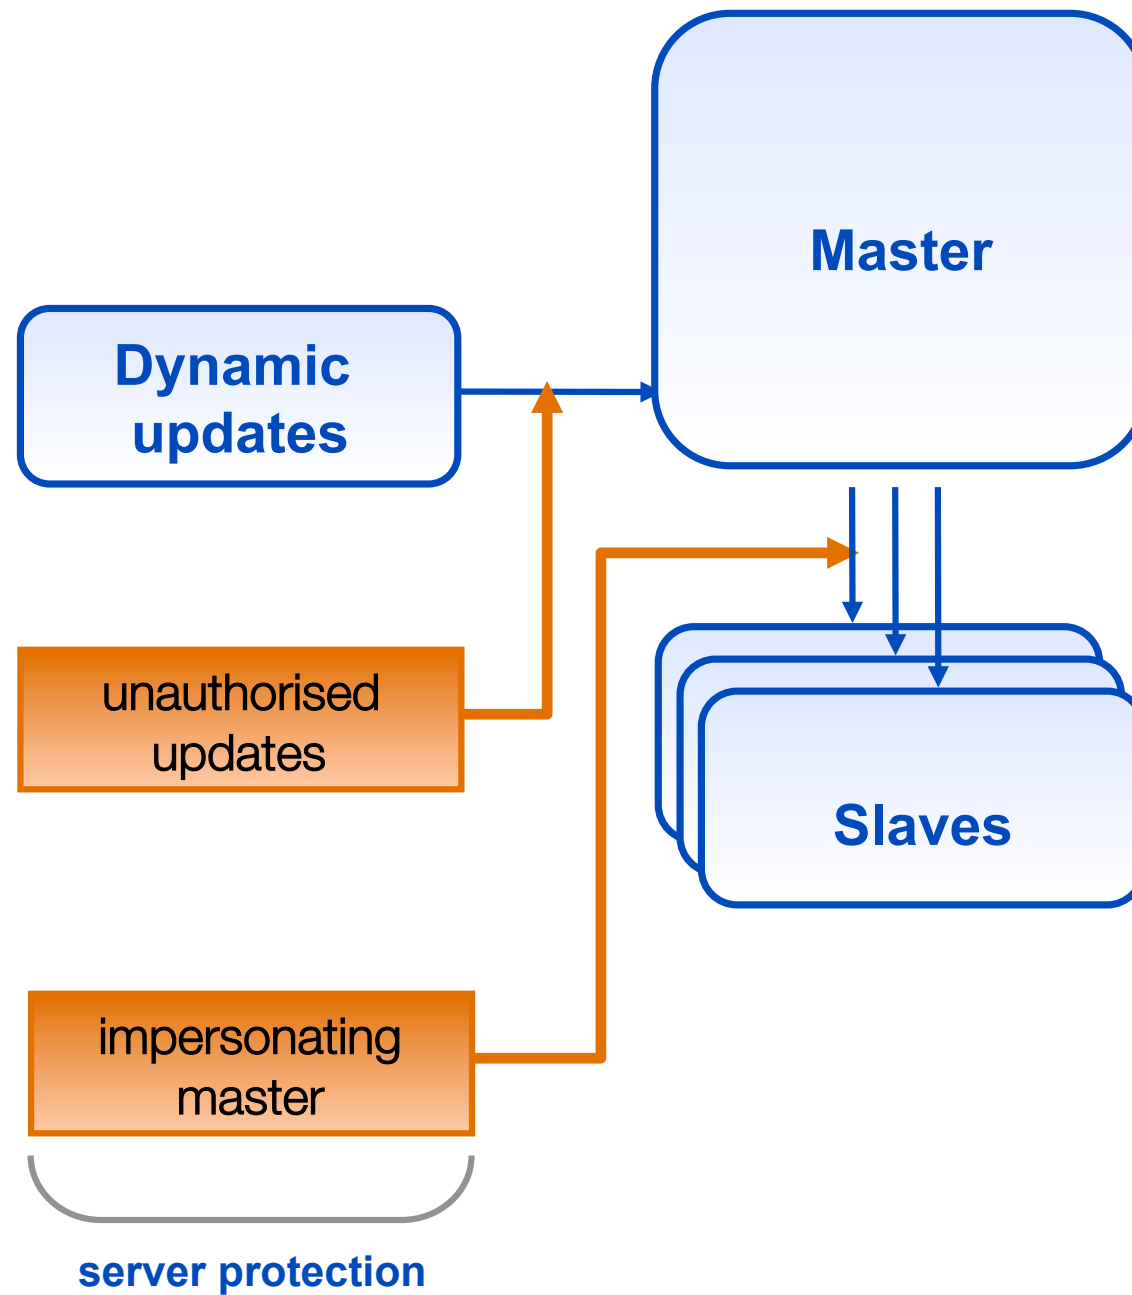 Master
Dynamic
updates
unauthorised
updates
Slaves
impersonating
master
server protection